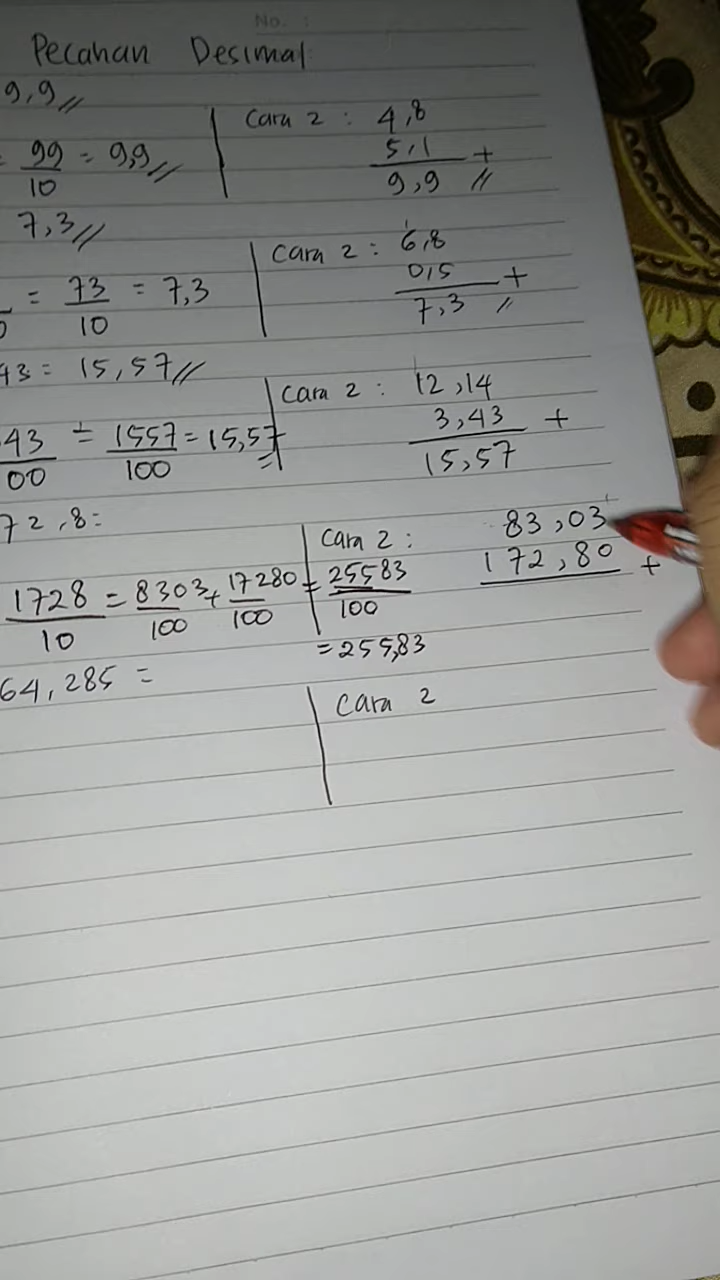 No. :
Pecahan Desimal
9,9 //
= 99/10 = 9,9 //
Cara 2 : 4,8
5,1 +
9,9 //
7,3 //
= 73/10 = 7,3
Cara 2 : 6,8
0,5 +
7,3 //
43 = 15,57 //
43/00 = 1557/100 = 15,57
Cara 2 : 12,14
3,43 +
15,57
72,8 =
1728/10 = 8303/100 + 17280/100 = 25583/100
= 255,83
Cara 2 : 83,03
172,80 +
64,285 =
Cara 2